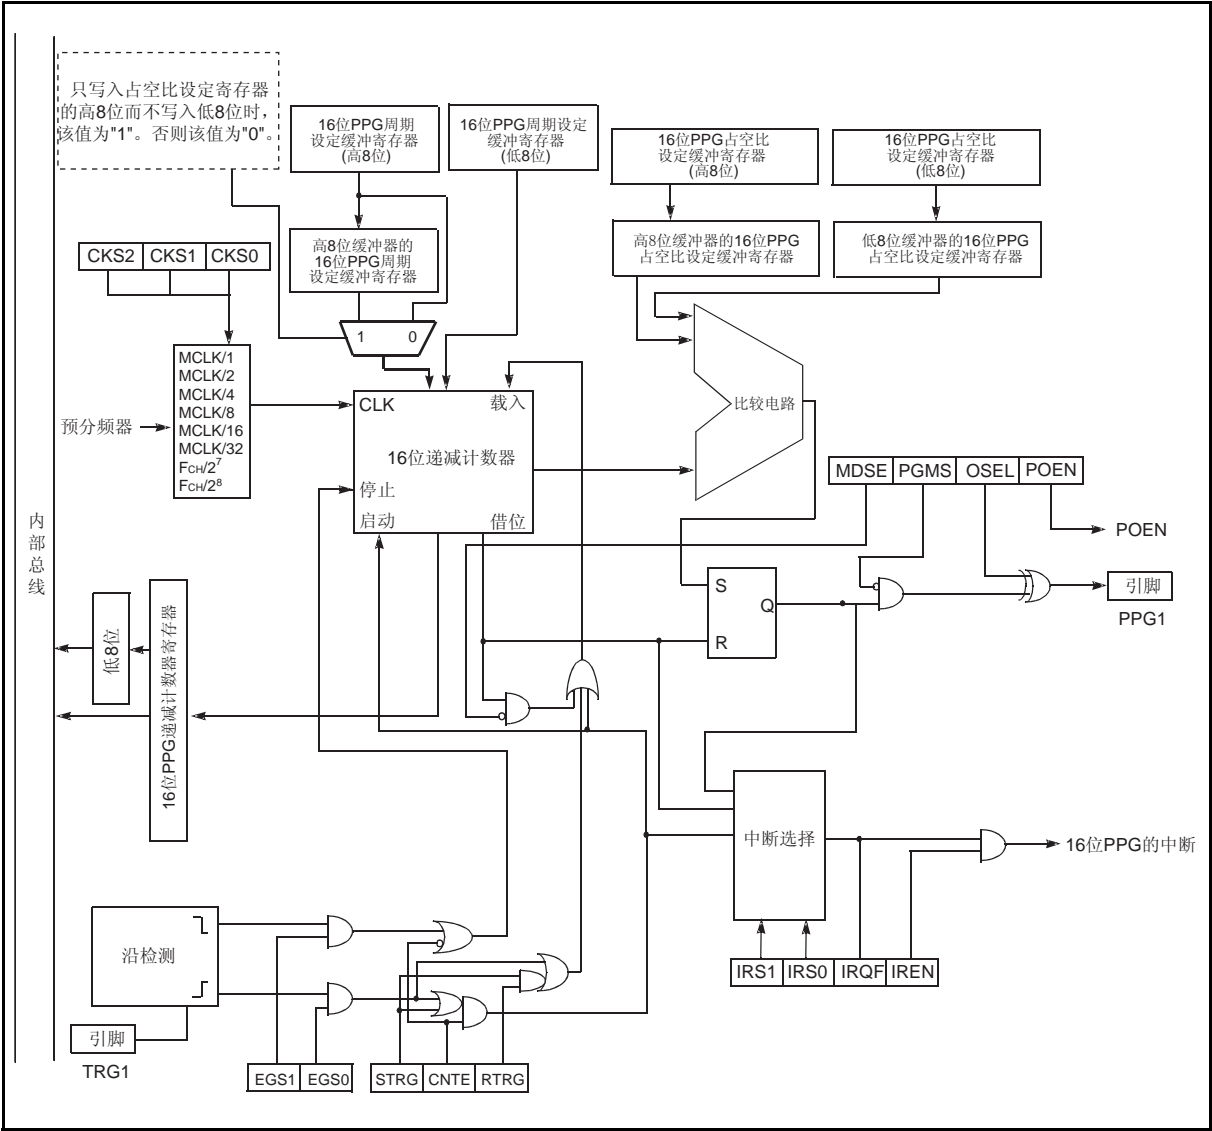 只写入占空比设定寄存器
的高8位而不写入低8位时，
该值为"1"。否则该值为"0"。
16位PPG周期
设定缓冲寄存器
(高8位)
16位PPG周期设定
缓冲寄存器
(低8位)
16位PPG占空比
设定缓冲寄存器
(高8位)
16位PPG占空比
设定缓冲寄存器
(低8位)
高8位缓冲器的
16位PPG周期
设定缓冲寄存器
高8位缓冲器的16位PPG
占空比设定缓冲寄存器
低8位缓冲器的16位PPG
占空比设定缓冲寄存器
CKS2 CKS1 CKS0
1 0
MCLK/1
MCLK/2
MCLK/4
MCLK/8
MCLK/16
MCLK/32
FCH/2⁷
FCH/2⁸
预分频器
CLK 载入
16位递减计数器
停止
启动 借位
比较电路
MDSE PGMS OSEL POEN
POEN
引脚
PPG1
S
Q
R
内部总线
低8位
16位PPG递减计数器寄存器
中断选择
16位PPG的中断
IRS1 IRS0 IRQF IREN
沿检测
引脚
TRG1
EGS1 EGS0
STRG CNTE RTRG